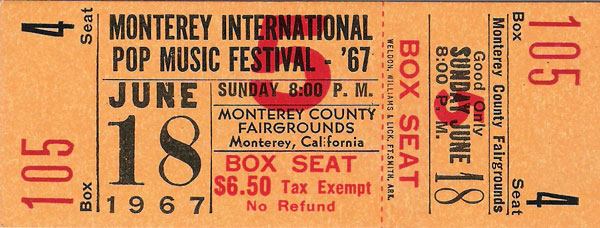 4
Seat
105
Box
MONTEREY INTERNATIONAL
POP MUSIC FESTIVAL - '67
JUNE
18
1967
SUNDAY 8:00 P. M.
MONTEREY COUNTY
FAIRGROUNDS
Monterey, California
BOX SEAT
$6.50 Tax Exempt
No Refund
5
BOX SEAT
WELDON, WILLIAMS & LICK, FT. SMITH, ARK.
8:00 P. M.
SUNDAY JUNE 18
Good Only
Monterey County Fairgrounds
Box
105
Seat
4